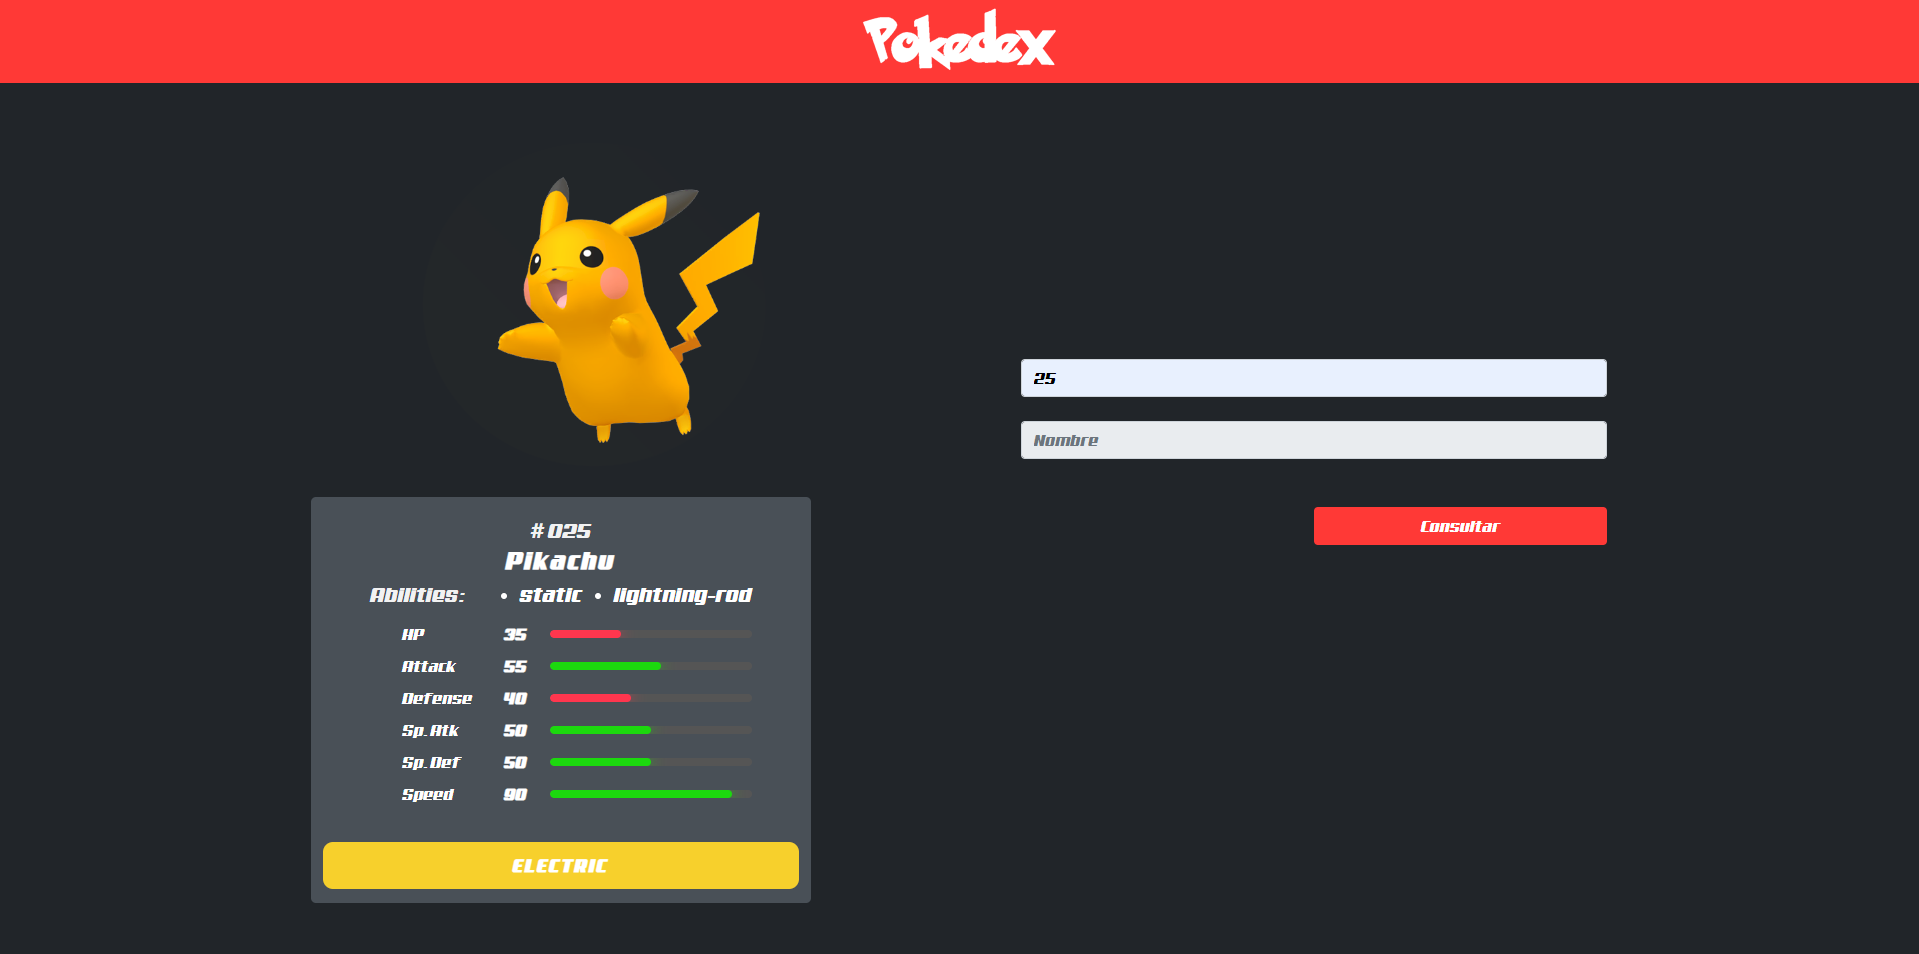 Pokedex
25
Nombre
Consultar
#025
Pikachu
Abilities: • static • lightning-rod
HP 35
Attack 55
Defense 40
Sp. Atk 50
Sp. Def 50
Speed 90
ELECTRIC